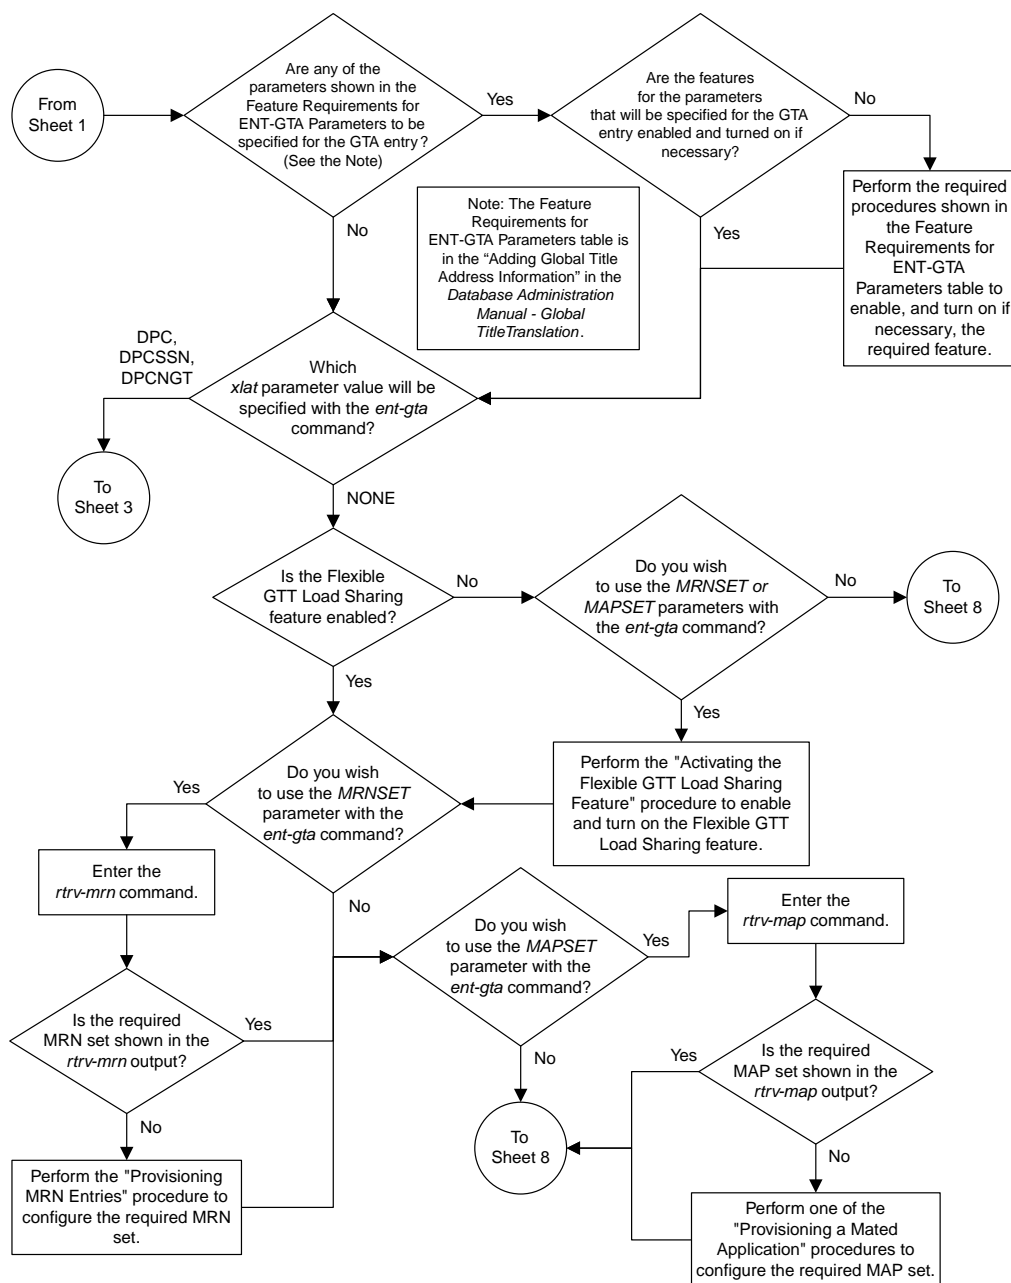 From
Sheet 1
Are any of the
parameters shown in the
Feature Requirements for
ENT-GTA Parameters to be
specified for the GTA entry?
(See the Note)
Yes
Are the features
for the parameters
that will be specified for the GTA
entry enabled and turned on if
necessary?
No
Perform the required
procedures shown in
the Feature
Requirements for
ENT-GTA
Parameters table to
enable, and turn on if
necessary, the
required feature.
Yes
No
Note: The Feature
Requirements for
ENT-GTA Parameters table is
in the “Adding Global Title
Address Information” in the
Database Administration
Manual - Global
TitleTranslation.
DPC,
DPCSSN,
DPCNGT
Which
xlat parameter value will be
specified with the ent-gta
command?
To
Sheet 3
NONE
Is the Flexible
GTT Load Sharing
feature enabled?
No
Do you wish
to use the MRNSET or
MAPSET parameters with
the ent-gta command?
No
To
Sheet 8
Yes
Yes
Perform the "Activating the
Flexible GTT Load Sharing
Feature" procedure to enable
and turn on the Flexible GTT
Load Sharing feature.
Do you wish
to use the MRNSET
parameter with the
ent-gta command?
Yes
Enter the
rtrv-mrn command.
No
Do you wish
to use the MAPSET
parameter with the
ent-gta command?
Yes
Enter the
rtrv-map command.
Is the required
MRN set shown in the
rtrv-mrn output?
Yes
No
Is the required
MAP set shown in the
rtrv-map output?
Yes
No
To
Sheet 8
No
Perform the "Provisioning
MRN Entries" procedure to
configure the required MRN
set.
Perform one of the
"Provisioning a Mated
Application" procedures to
configure the required MAP set.